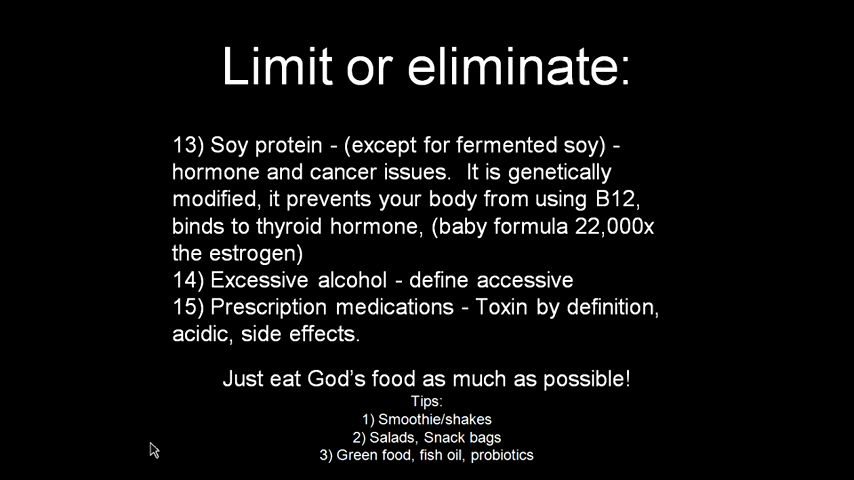 Limit or eliminate:
13) Soy protein - (except for fermented soy) -
hormone and cancer issues.  It is genetically
modified, it prevents your body from using B12,
binds to thyroid hormone, (baby formula 22,000x
the estrogen)
14) Excessive alcohol - define accessive
15) Prescription medications - Toxin by definition,
acidic, side effects.
Just eat God's food as much as possible!
Tips:
1) Smoothie/shakes
2) Salads, Snack bags
3) Green food, fish oil, probiotics